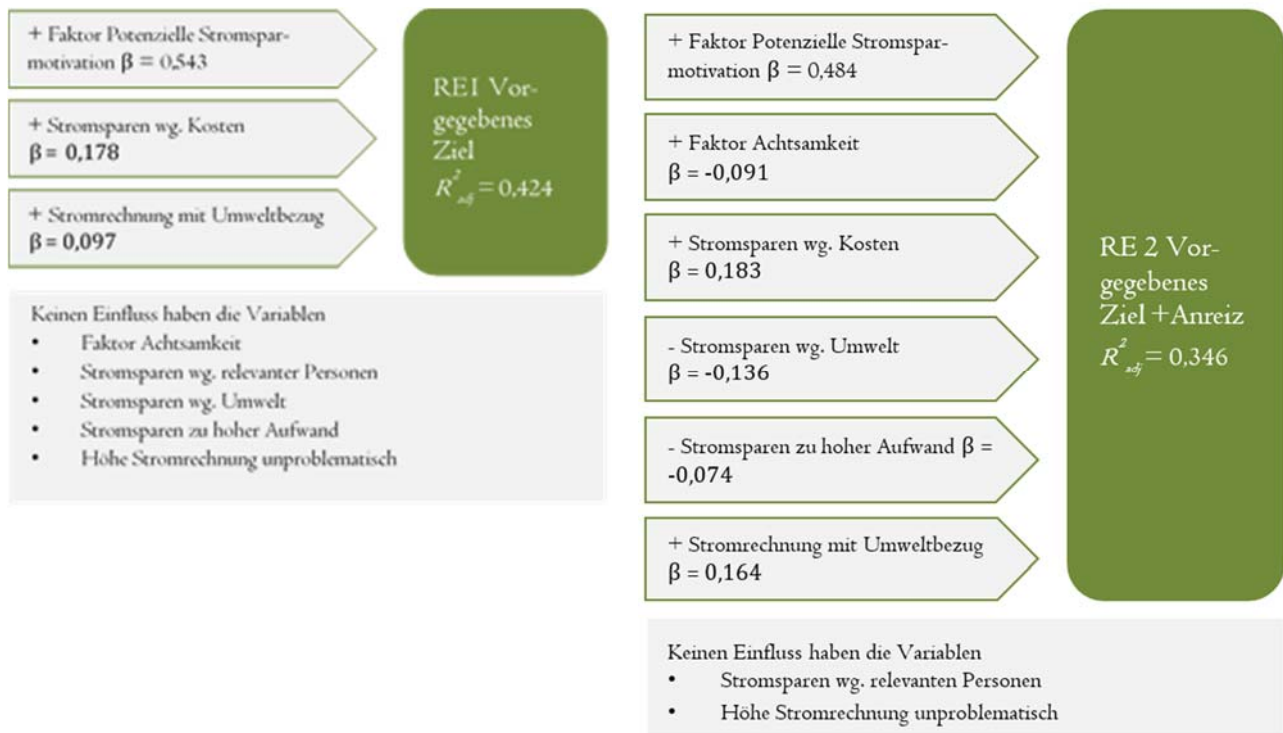 + Faktor Potenzielle Stromspar-
motivation β = 0,543
+ Stromsparen wg. Kosten
β = 0,178
+ Stromrechnung mit Umweltbezug
β = 0,097
RE1 Vor-
gegebenes
Ziel
R²adj = 0,424
Keinen Einfluss haben die Variablen
• Faktor Achtsamkeit
• Stromsparen wg. relevanter Personen
• Stromsparen wg. Umwelt
• Stromsparen zu hoher Aufwand
• Höhe Stromrechnung unproblematisch
+ Faktor Potenzielle Stromspar-
motivation β = 0,484
+ Faktor Achtsamkeit
β = -0,091
+ Stromsparen wg. Kosten
β = 0,183
- Stromsparen wg. Umwelt
β = -0,136
- Stromsparen zu hoher Aufwand β =
-0,074
+ Stromrechnung mit Umweltbezug
β = 0,164
RE 2 Vor-
gegebenes
Ziel +Anreiz
R²adj = 0,346
Keinen Einfluss haben die Variablen
• Stromsparen wg. relevanten Personen
• Höhe Stromrechnung unproblematisch